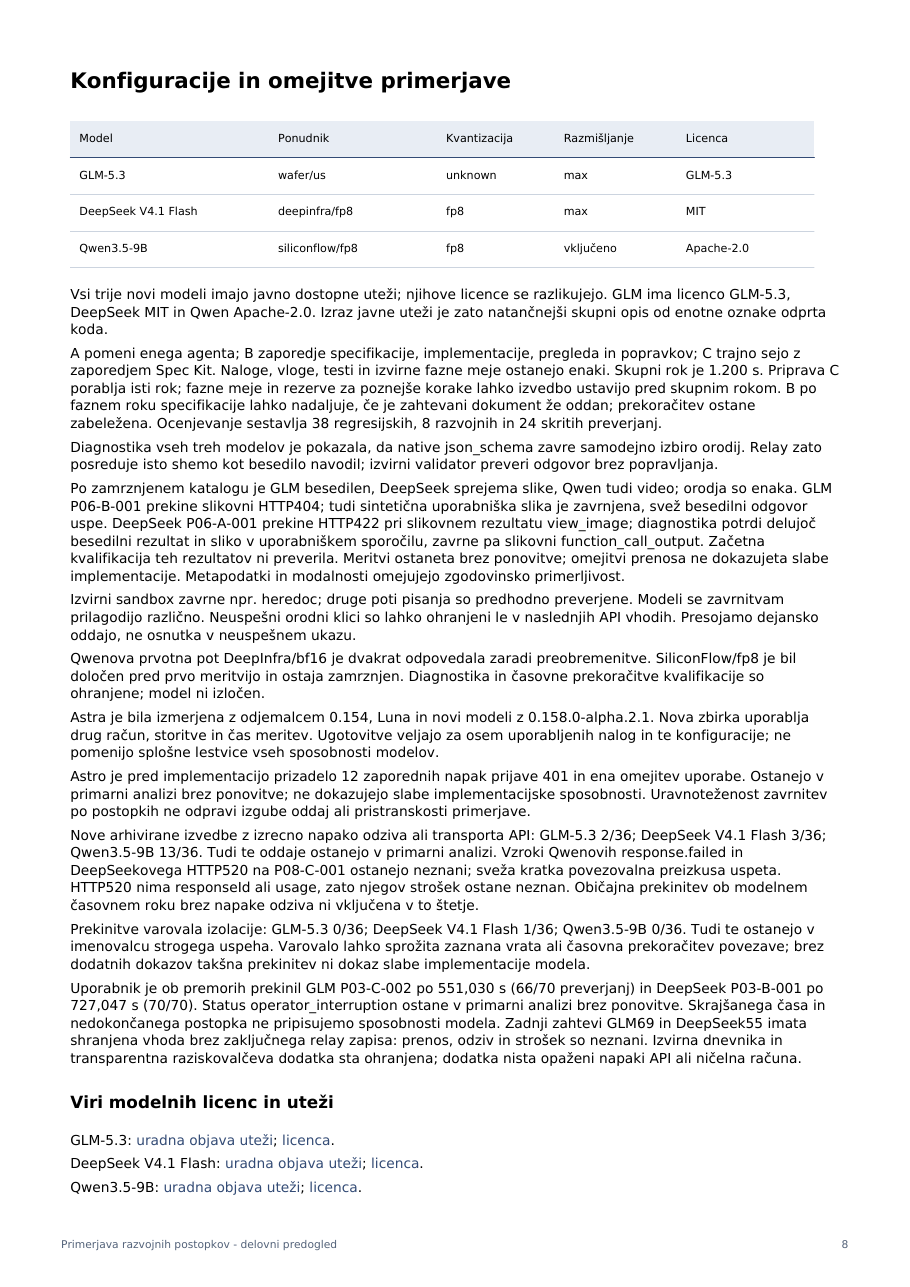 Konfiguracije in omejitve primerjave
Model Ponudnik Kvantizacija Razmišljanje Licenca
GLM-5.3 wafer/us unknown max GLM-5.3
DeepSeek V4.1 Flash deepinfra/fp8 fp8 max MIT
Qwen3.5-9B siliconflow/fp8 fp8 vključeno Apache-2.0
Vsi trije novi modeli imajo javno dostopne uteži; njihove licence se razlikujejo. GLM ima licenco GLM-5.3,
DeepSeek MIT in Qwen Apache-2.0. Izraz javne uteži je zato natančnejši skupni opis od enotne oznake odprta
koda.
A pomeni enega agenta; B zaporedje specifikacije, implementacije, pregleda in popravkov; C trajno sejo z
zaporedjem Spec Kit. Naloge, vloge, testi in izvirne fazne meje ostanejo enaki. Skupni rok je 1.200 s. Priprava C
porablja isti rok; fazne meje in rezerve za poznejše korake lahko izvedbo ustavijo pred skupnim rokom. B po
faznem roku specifikacije lahko nadaljuje, če je zahtevani dokument že oddan; prekoračitev ostane
zabeležena. Ocenjevanje sestavlja 38 regresijskih, 8 razvojnih in 24 skritih preverjanj.
Diagnostika vseh treh modelov je pokazala, da native json_schema zavre samodejno izbiro orodij. Relay zato
posreduje isto shemo kot besedilo navodil; izvirni validator preveri odgovor brez popravljanja.
Po zamrznjenem katalogu je GLM besedilen, DeepSeek sprejema slike, Qwen tudi video; orodja so enaka. GLM
P06-B-001 prekine slikovni HTTP404; tudi sintetična uporabniška slika je zavrnjena, svež besedilni odgovor
uspe. DeepSeek P06-A-001 prekine HTTP422 pri slikovnem rezultatu view_image; diagnostika potrdi delujoč
besedilni rezultat in sliko v uporabniškem sporočilu, zavrne pa slikovni function_call_output. Začetna
kvalifikacija teh rezultatov ni preverila. Meritvi ostaneta brez ponovitve; omejitvi prenosa ne dokazujeta slabe
implementacije. Metapodatki in modalnosti omejujejo zgodovinsko primerljivost.
Izvirni sandbox zavrne npr. heredoc; druge poti pisanja so predhodno preverjene. Modeli se zavrnitvam
prilagodijo različno. Neuspešni orodni klici so lahko ohranjeni le v naslednjih API vhodih. Presojamo dejansko
oddajo, ne osnutka v neuspešnem ukazu.
Qwenova prvotna pot DeepInfra/bf16 je dvakrat odpovedala zaradi preobremenitve. SiliconFlow/fp8 je bil
določen pred prvo meritvijo in ostaja zamrznjen. Diagnostika in časovne prekoračitve kvalifikacije so
ohranjene; model ni izločen.
Astra je bila izmerjena z odjemalcem 0.154, Luna in novi modeli z 0.158.0-alpha.2.1. Nova zbirka uporablja
drug račun, storitve in čas meritev. Ugotovitve veljajo za osem uporabljenih nalog in te konfiguracije; ne
pomenijo splošne lestvice vseh sposobnosti modelov.
Astro je pred implementacijo prizadelo 12 zaporednih napak prijave 401 in ena omejitev uporabe. Ostanejo v
primarni analizi brez ponovitve; ne dokazujejo slabe implementacijske sposobnosti. Uravnoteženost zavrnitev
po postopkih ne odpravi izgube oddaj ali pristranskosti primerjave.
Nove arhivirane izvedbe z izrecno napako odziva ali transporta API: GLM-5.3 2/36; DeepSeek V4.1 Flash 3/36;
Qwen3.5-9B 13/36. Tudi te oddaje ostanejo v primarni analizi. Vzroki Qwenovih response.failed in
DeepSeekovega HTTP520 na P08-C-001 ostanejo neznani; sveža kratka povezovalna preizkusa uspeta.
HTTP520 nima responseId ali usage, zato njegov strošek ostane neznan. Običajna prekinitev ob modelnem
časovnem roku brez napake odziva ni vključena v to štetje.
Prekinitve varovala izolacije: GLM-5.3 0/36; DeepSeek V4.1 Flash 1/36; Qwen3.5-9B 0/36. Tudi te ostanejo v
imenovalcu strogega uspeha. Varovalo lahko sprožita zaznana vrata ali časovna prekoračitev povezave; brez
dodatnih dokazov takšna prekinitev ni dokaz slabe implementacije modela.
Uporabnik je ob premorih prekinil GLM P03-C-002 po 551,030 s (66/70 preverjanj) in DeepSeek P03-B-001 po
727,047 s (70/70). Status operator_interruption ostane v primarni analizi brez ponovitve. Skrajšanega časa in
nedokončanega postopka ne pripisujemo sposobnosti modela. Zadnji zahtevi GLM69 in DeepSeek55 imata
shranjena vhoda brez zaključnega relay zapisa: prenos, odziv in strošek so neznani. Izvirna dnevnika in
transparentna raziskovalčeva dodatka sta ohranjena; dodatka nista opaženi napaki API ali ničelna računa.
Viri modelnih licenc in uteži
GLM-5.3: uradna objava uteži; licenca.
DeepSeek V4.1 Flash: uradna objava uteži; licenca.
Qwen3.5-9B: uradna objava uteži; licenca.
Primerjava razvojnih postopkov - delovni predogled 8